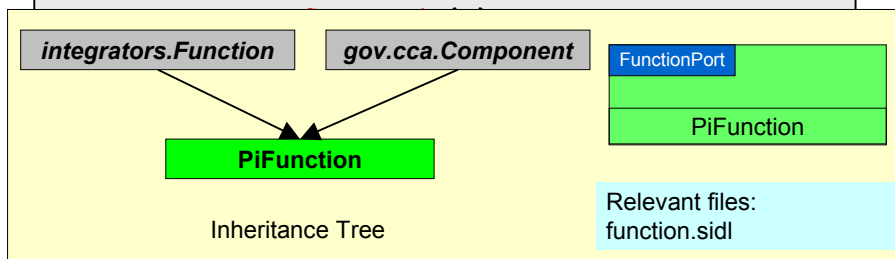 integrators.Function
gov.cca.Component
FunctionPort
PiFunction
PiFunction
Inheritance Tree
Relevant files:
function.sidl